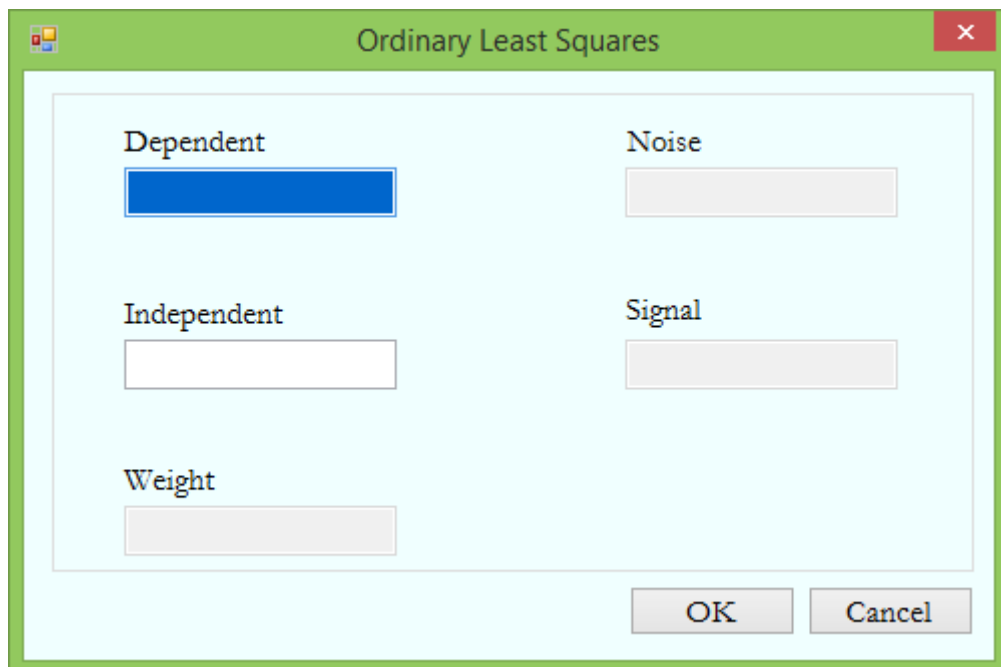 Ordinary Least Squares
Dependent
Noise
Independent
Signal
Weight
OK
Cancel